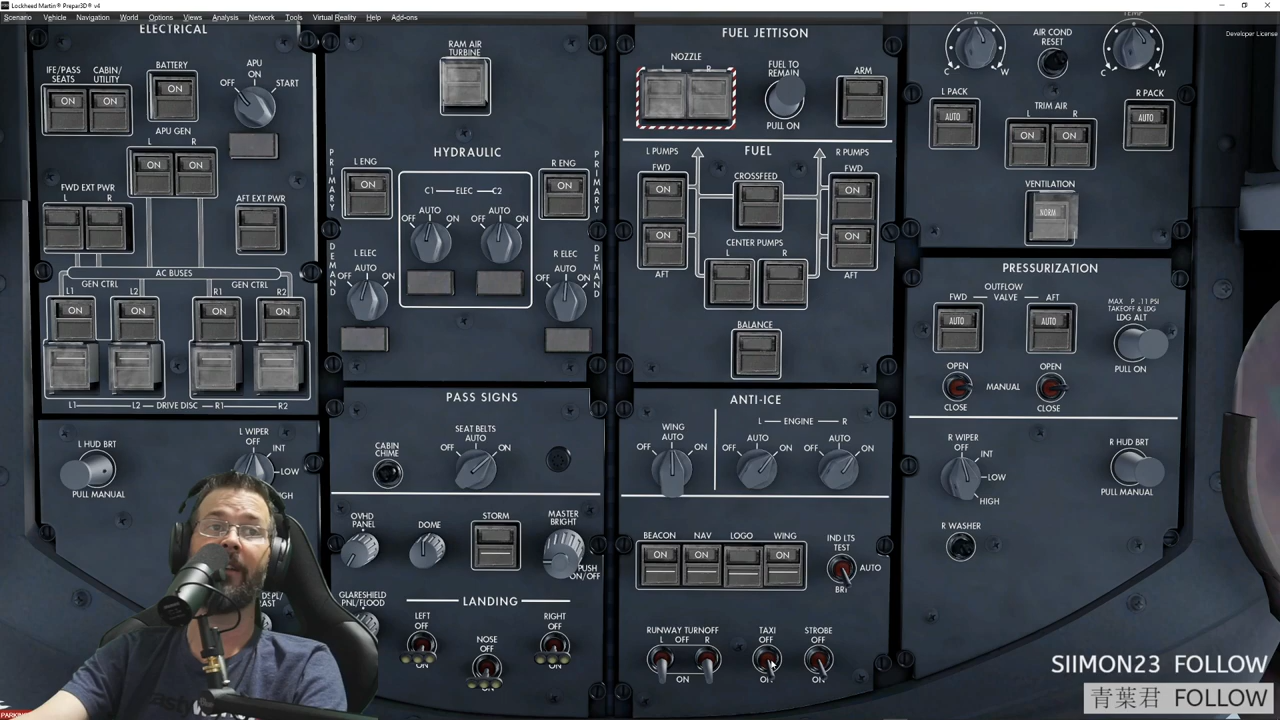 Lockheed Martin® Prepar3D® v4
Scenario Vehicle Navigation World Options Views Analysis Network Tools Virtual Reality Help Add-ons
Developer License
ELECTRICAL
IFE/PASS SEATS
CABIN/ UTILITY
BATTERY
APU
OFF ON START
ON ON ON
APU GEN
L R
ON ON
FWD EXT PWR
L R
AFT EXT PWR
AC BUSES
GEN CTRL GEN CTRL
L1 L2 R1 R2
ON ON ON ON
L1 L2 DRIVE DISC R1 R2
L HUD BRT
PULL MANUAL
L WIPER
OFF
INT
LOW
HIGH
RAM AIR TURBINE
HYDRAULIC
PRIMARY
L ENG
ON
C1 ELEC C2
OFF AUTO ON
OFF AUTO ON
R ENG
ON
PRIMARY
DEMAND
L ELEC
OFF AUTO ON
R ELEC
OFF AUTO ON
DEMAND
PASS SIGNS
CABIN CHIME
SEAT BELTS
OFF AUTO ON
OVHD PANEL
DOME
STORM
MASTER BRIGHT
PUSH ON/OFF
GLARESHIELD PNL/FLOOD
LANDING
LEFT
OFF
ON
NOSE
OFF
ON
RIGHT
OFF
ON
FUEL JETTISON
NOZZLE
L R
FUEL TO REMAIN
PULL ON
ARM
L PUMPS
FUEL
R PUMPS
FWD
ON
CROSSFEED
FWD
ON
ON
AFT
CENTER PUMPS
L R
ON
AFT
BALANCE
ANTI-ICE
WING
OFF AUTO ON
L ENGINE R
OFF AUTO ON
OFF AUTO ON
BEACON NAV LOGO WING
ON ON ON
IND LTS TEST
AUTO
BRT
RUNWAY TURNOFF
L OFF R
ON
TAXI
OFF
STROBE
OFF
ON
C W
AIR COND RESET
TEMP
C W
L PACK
AUTO
TRIM AIR
L R
ON ON
R PACK
AUTO
VENTILATION
NORM
PRESSURIZATION
OUTFLOW VALVE
FWD AFT
AUTO AUTO
MAX P .11 PSI
TAKEOFF & LDG
LDG ALT
PULL ON
OPEN OPEN
MANUAL
CLOSE CLOSE
R WIPER
OFF
INT
LOW
HIGH
R HUD BRT
PULL MANUAL
R WASHER
SIIMON23 FOLLOW
青葉君 FOLLOW